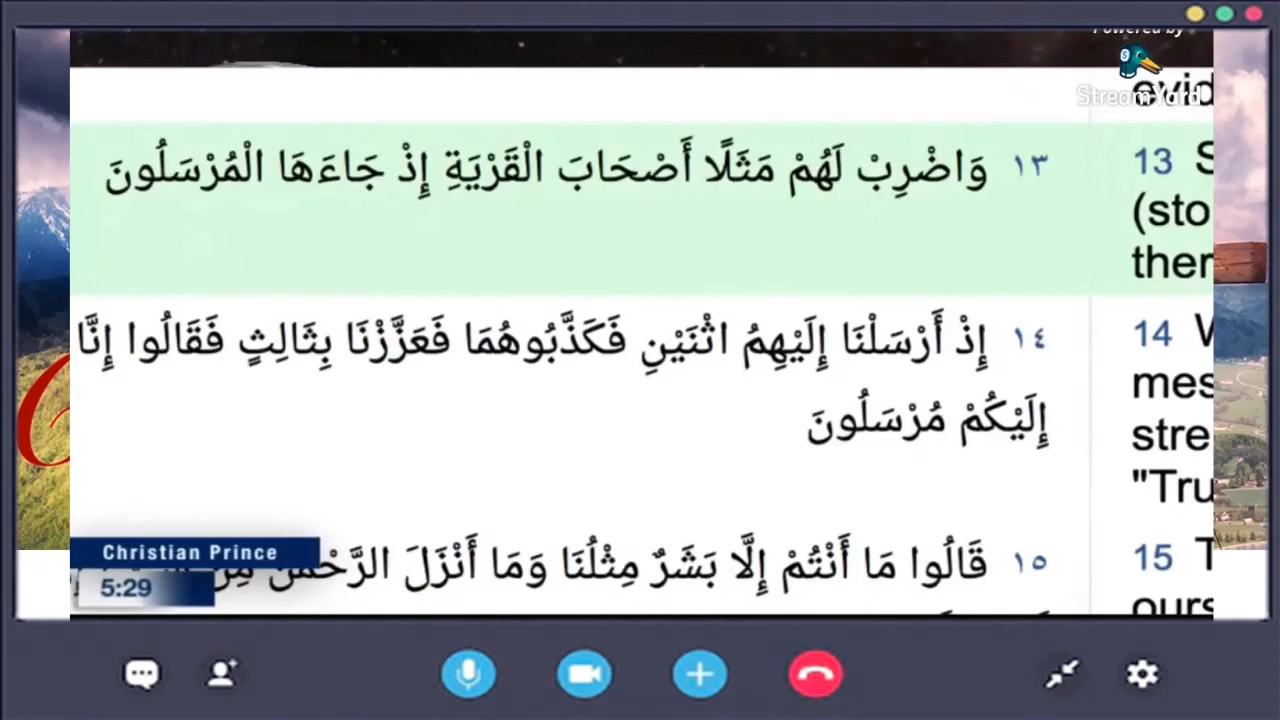 Powered by
StreamYard
evid
١٣ وَاضْرِبْ لَهُمْ مَثَلًا أَصْحَابَ الْقَرْيَةِ إِذْ جَاءَهَا الْمُرْسَلُونَ
13 S
(sto
ther
١٤ إِذْ أَرْسَلْنَا إِلَيْهِمُ اثْنَيْنِ فَكَذَّبُوهُمَا فَعَزَّزْنَا بِثَالِثٍ فَقَالُوا إِنَّا
إِلَيْكُمْ مُرْسَلُونَ
14 W
mes
stre
"Tru
١٥ قَالُوا مَا أَنْتُمْ إِلَّا بَشَرٌ مِثْلُنَا وَمَا أَنْزَلَ الرَّحْمَنُ مِنْ
15 T
ours
Christian Prince
5:29